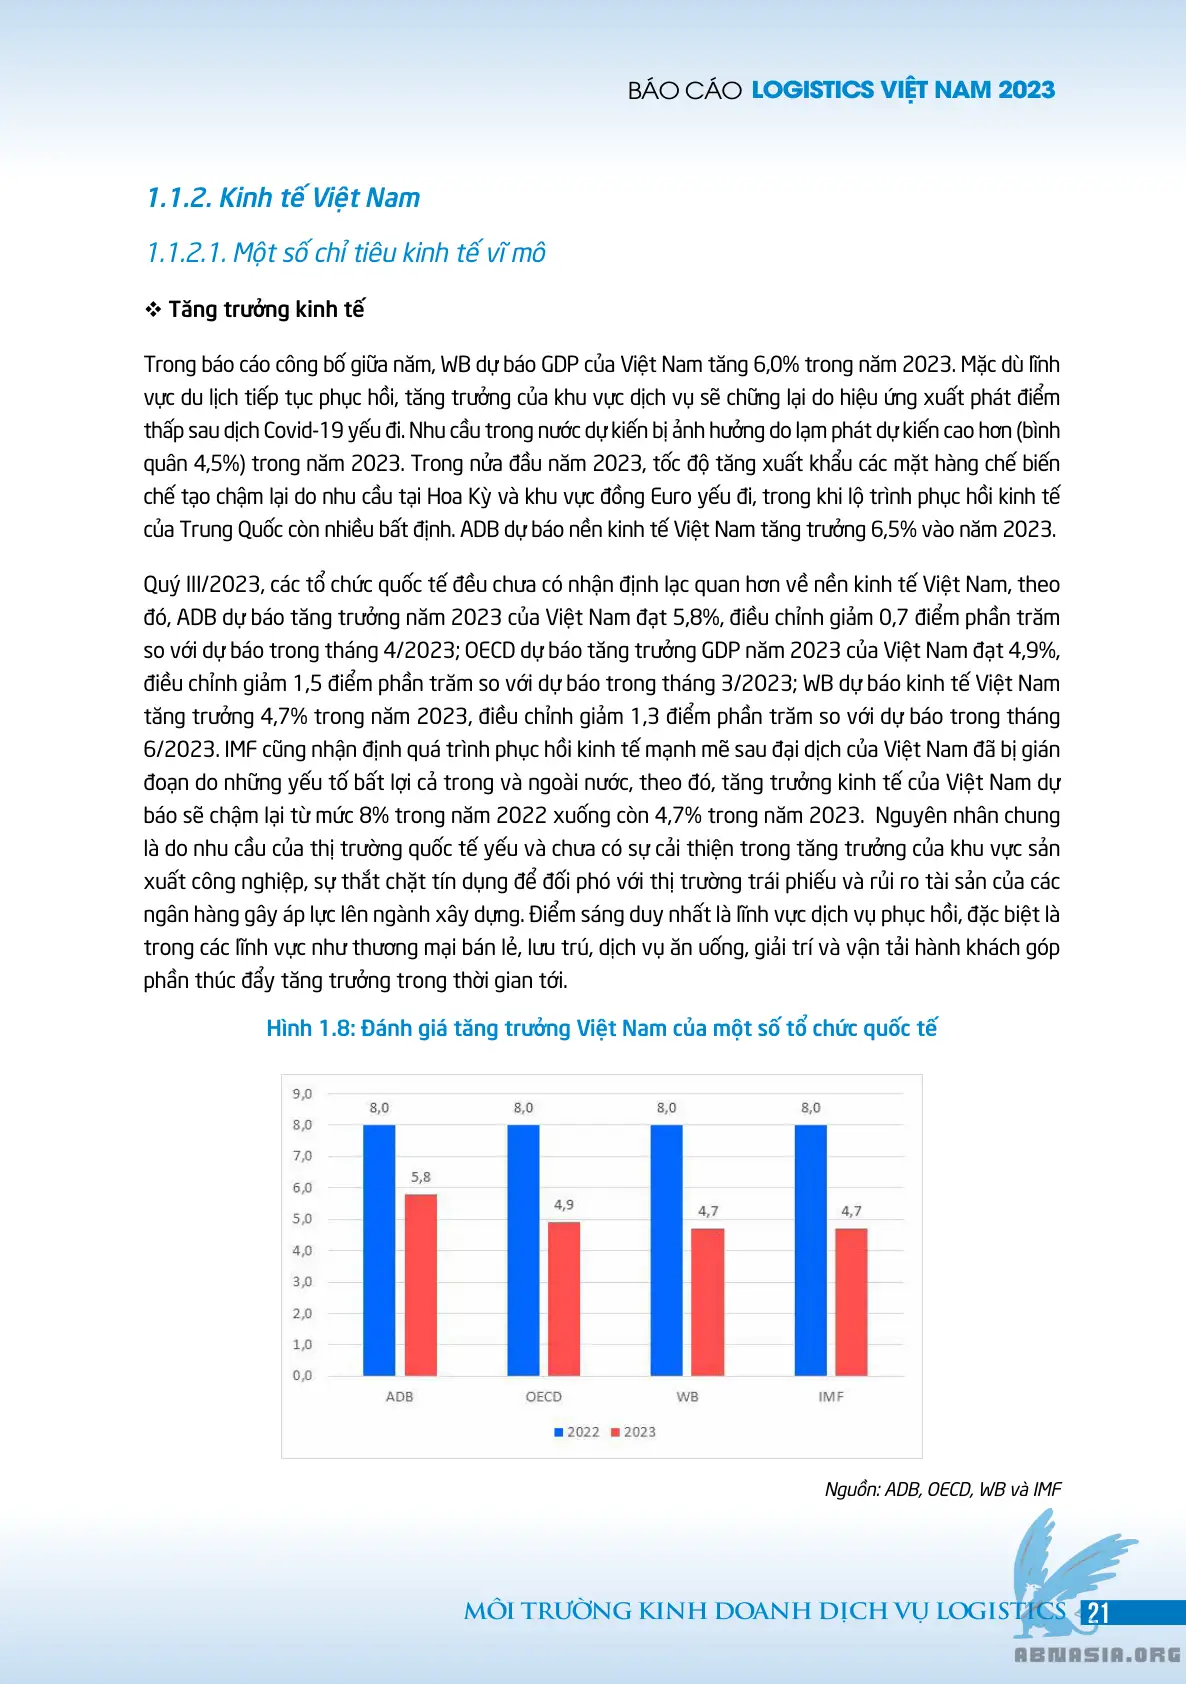 BÁO CÁO LOGISTICS VIỆT NAM 2023
1.1.2. Kinh tế Việt Nam
1.1.2.1. Một số chỉ tiêu kinh tế vĩ mô
❖ Tăng trưởng kinh tế
Trong báo cáo công bố giữa năm, WB dự báo GDP của Việt Nam tăng 6,0% trong năm 2023. Mặc dù lĩnh
vực du lịch tiếp tục phục hồi, tăng trưởng của khu vực dịch vụ sẽ chững lại do hiệu ứng xuất phát điểm
thấp sau dịch Covid-19 yếu đi. Nhu cầu trong nước dự kiến bị ảnh hưởng do lạm phát dự kiến cao hơn (bình
quân 4,5%) trong năm 2023. Trong nửa đầu năm 2023, tốc độ tăng xuất khẩu các mặt hàng chế biến
chế tạo chậm lại do nhu cầu tại Hoa Kỳ và khu vực đồng Euro yếu đi, trong khi lộ trình phục hồi kinh tế
của Trung Quốc còn nhiều bất định. ADB dự báo nền kinh tế Việt Nam tăng trưởng 6,5% vào năm 2023.
Quý III/2023, các tổ chức quốc tế đều chưa có nhận định lạc quan hơn về nền kinh tế Việt Nam, theo
đó, ADB dự báo tăng trưởng năm 2023 của Việt Nam đạt 5,8%, điều chỉnh giảm 0,7 điểm phần trăm
so với dự báo trong tháng 4/2023; OECD dự báo tăng trưởng GDP năm 2023 của Việt Nam đạt 4,9%,
điều chỉnh giảm 1,5 điểm phần trăm so với dự báo trong tháng 3/2023; WB dự báo kinh tế Việt Nam
tăng trưởng 4,7% trong năm 2023, điều chỉnh giảm 1,3 điểm phần trăm so với dự báo trong tháng
6/2023. IMF cũng nhận định quá trình phục hồi kinh tế mạnh mẽ sau đại dịch của Việt Nam đã bị gián
đoạn do những yếu tố bất lợi cả trong và ngoài nước, theo đó, tăng trưởng kinh tế của Việt Nam dự
báo sẽ chậm lại từ mức 8% trong năm 2022 xuống còn 4,7% trong năm 2023. Nguyên nhân chung
là do nhu cầu của thị trường quốc tế yếu và chưa có sự cải thiện trong tăng trưởng của khu vực sản
xuất công nghiệp, sự thắt chặt tín dụng để đối phó với thị trường trái phiếu và rủi ro tài sản của các
ngân hàng gây áp lực lên ngành xây dựng. Điểm sáng duy nhất là lĩnh vực dịch vụ phục hồi, đặc biệt là
trong các lĩnh vực như thương mại bán lẻ, lưu trú, dịch vụ ăn uống, giải trí và vận tải hành khách góp
phần thúc đẩy tăng trưởng trong thời gian tới.
Hình 1.8: Đánh giá tăng trưởng Việt Nam của một số tổ chức quốc tế
9,0
8,0 8,0 8,0 8,0
8,0
7,0
5,8
6,0
4,9
4,7 4,7
5,0
4,0
3,0
2,0
1,0
0,0
ADB OECD WB IMF
2022 2023
Nguồn: ADB, OECD, WB và IMF
MÔI TRƯỜNG KINH DOANH DỊCH VỤ LOGISTICS 21
ABNASIA.ORG